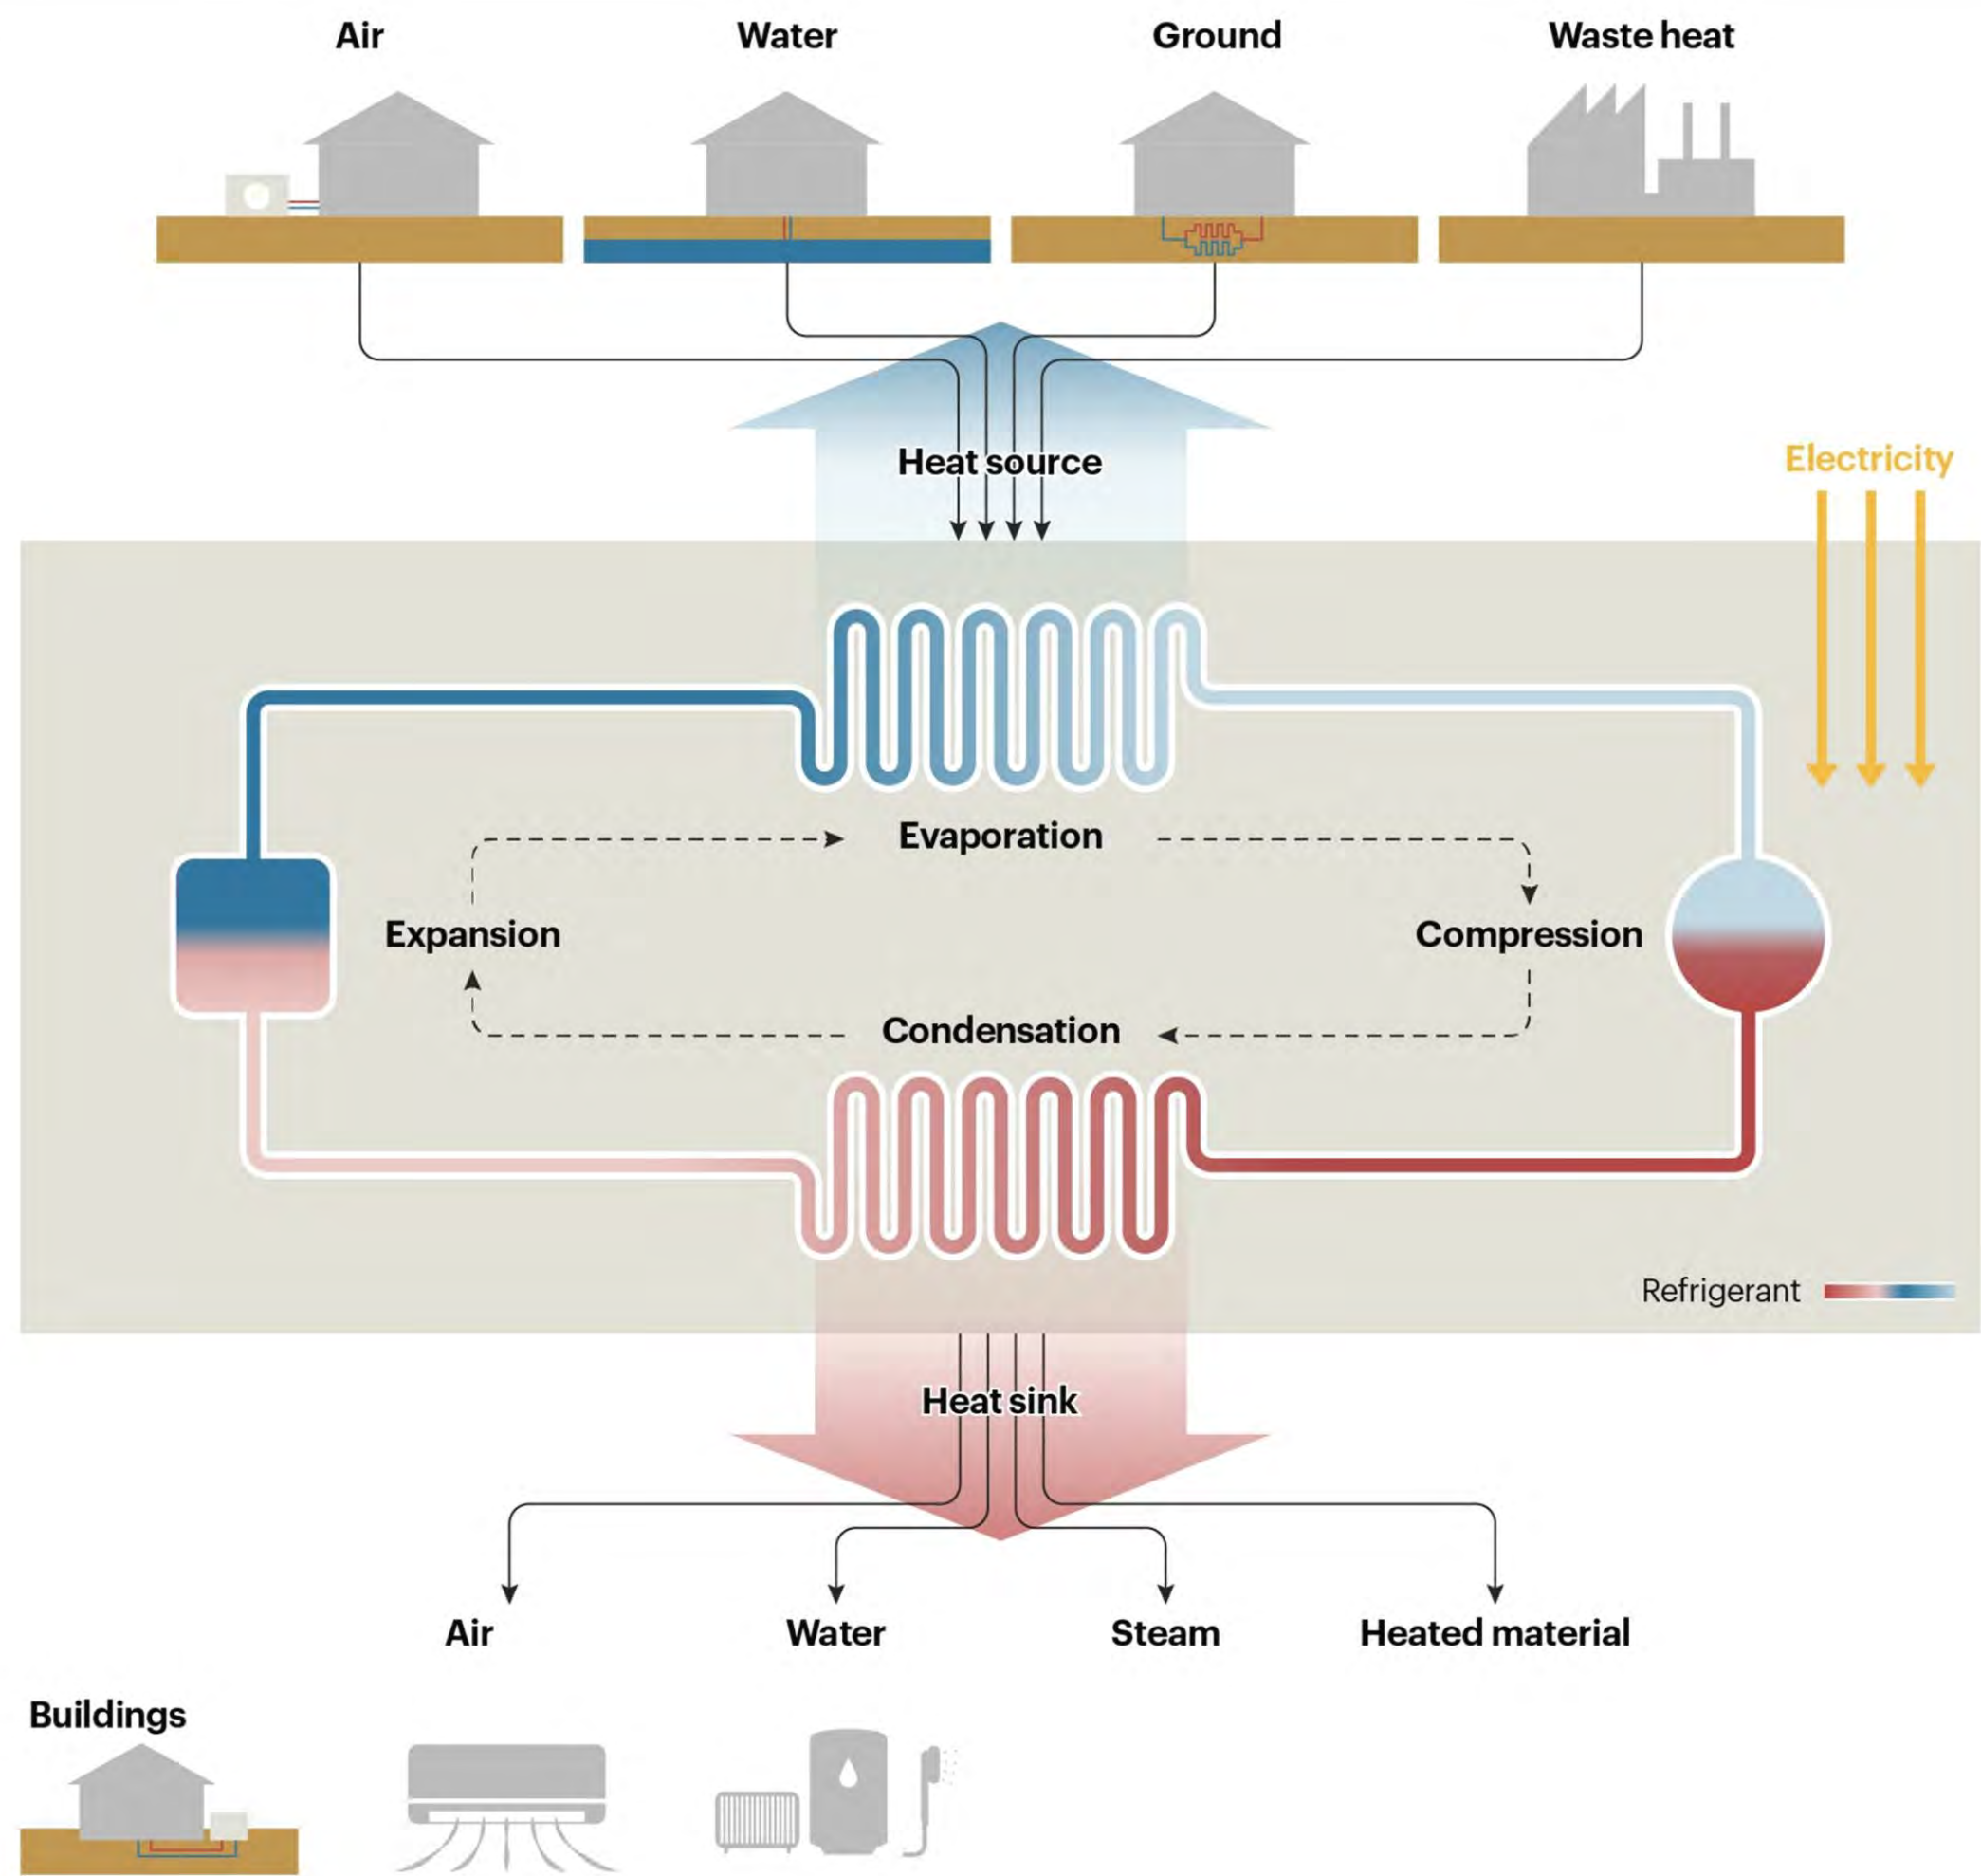 Air
Water
Ground
Waste heat
Heat source
Electricity
Evaporation
Expansion
Compression
Condensation
Refrigerant
Heat sink
Air
Water
Steam
Heated material
Buildings